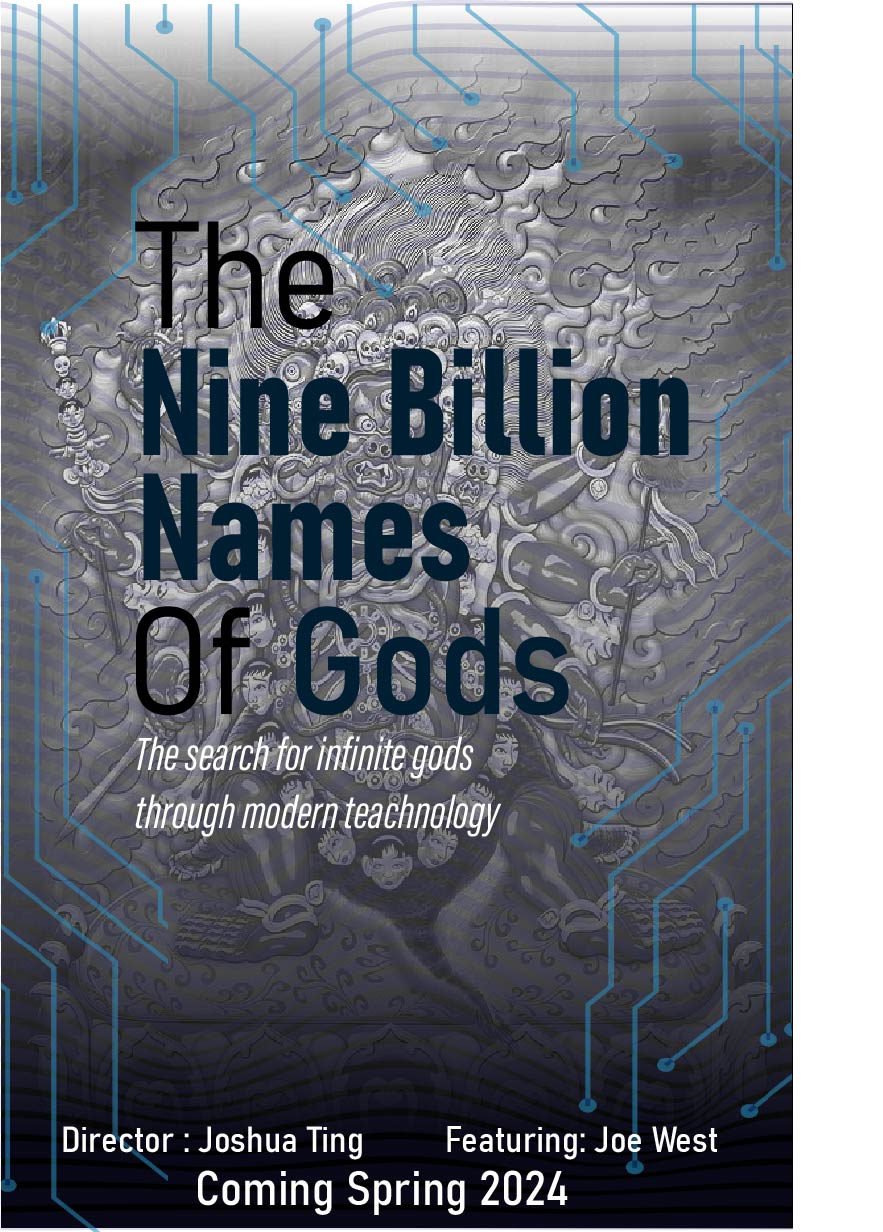 The
Nine Billion
Names
Of Gods
The search for infinite gods
through modern teachnology
Director : Joshua Ting Featuring: Joe West
Coming Spring 2024